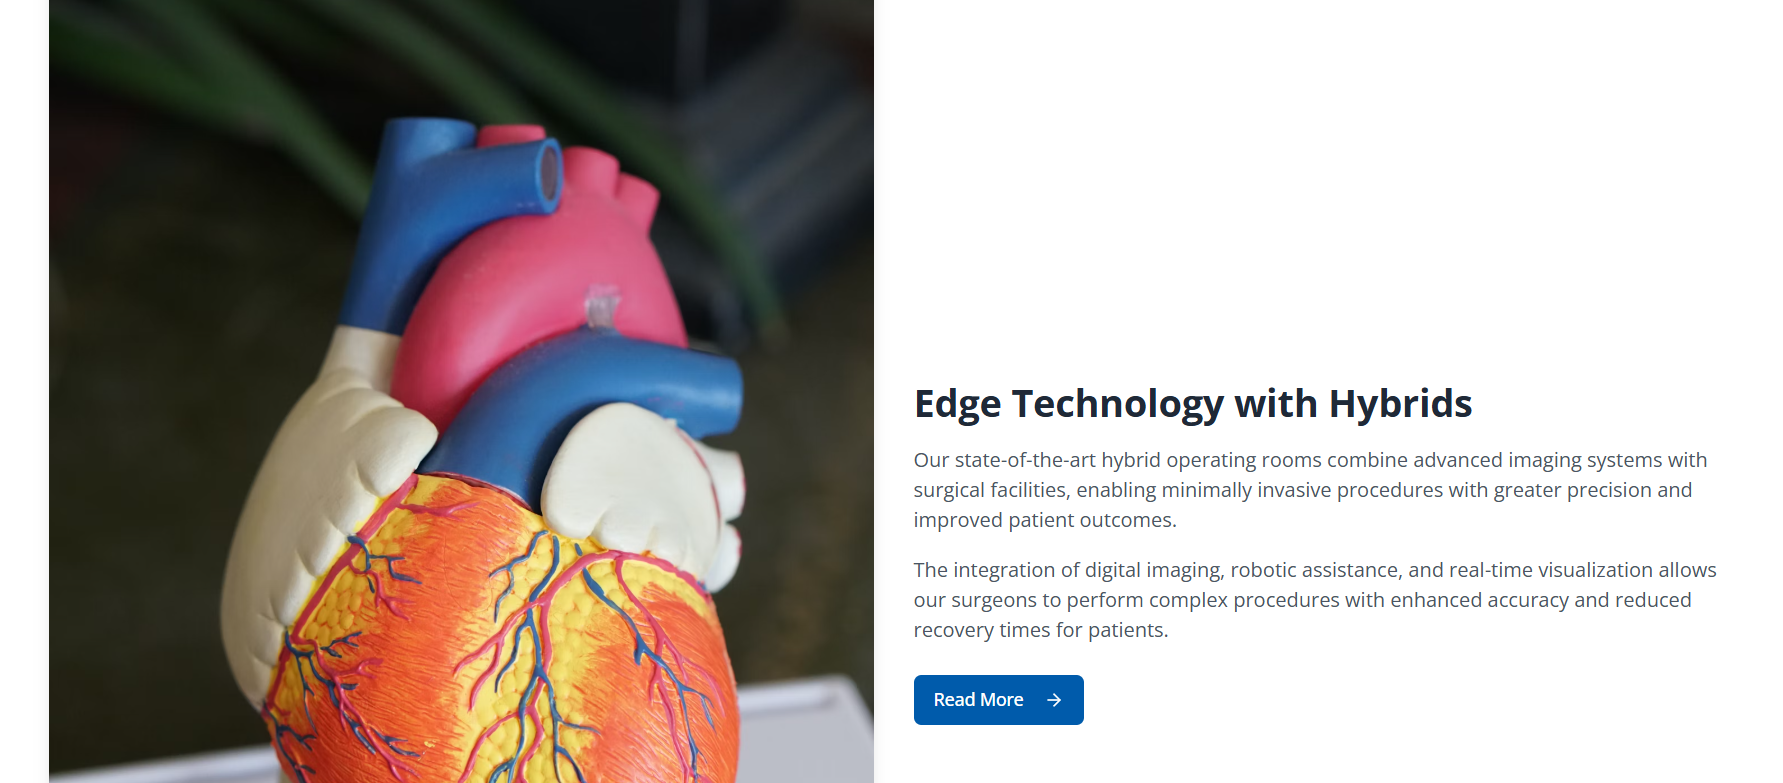 Edge Technology with Hybrids
Our state-of-the-art hybrid operating rooms combine advanced imaging systems with
surgical facilities, enabling minimally invasive procedures with greater precision and
improved patient outcomes.
The integration of digital imaging, robotic assistance, and real-time visualization allows
our surgeons to perform complex procedures with enhanced accuracy and reduced
recovery times for patients.
Read More